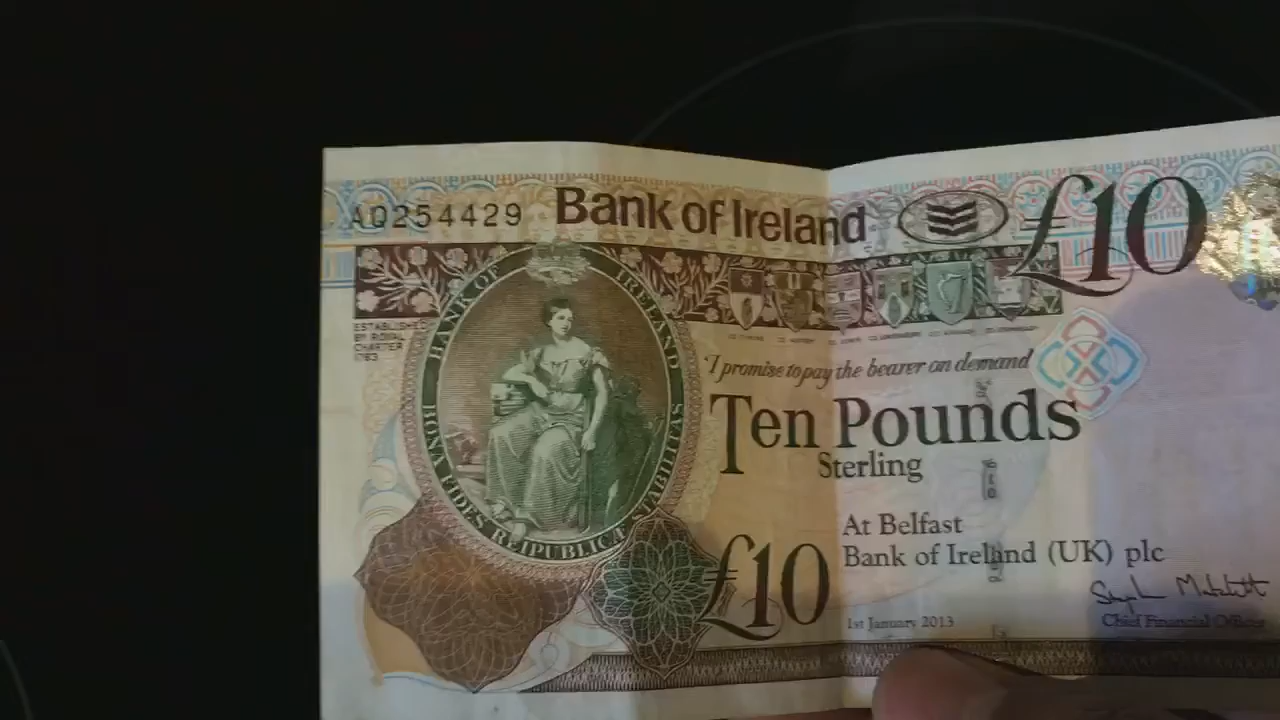 AQ254429
Bank of Ireland
£10
ESTABLISHED
BY ROYAL
CHARTER
1783
BANK OF IRELAND
BONA FIDES REIPUBLICÆ STABILITAS
I promise to pay the bearer on demand
Ten Pounds
Sterling
At Belfast
Bank of Ireland (UK) plc
£10
1st January 2013
Chief Financial Officer